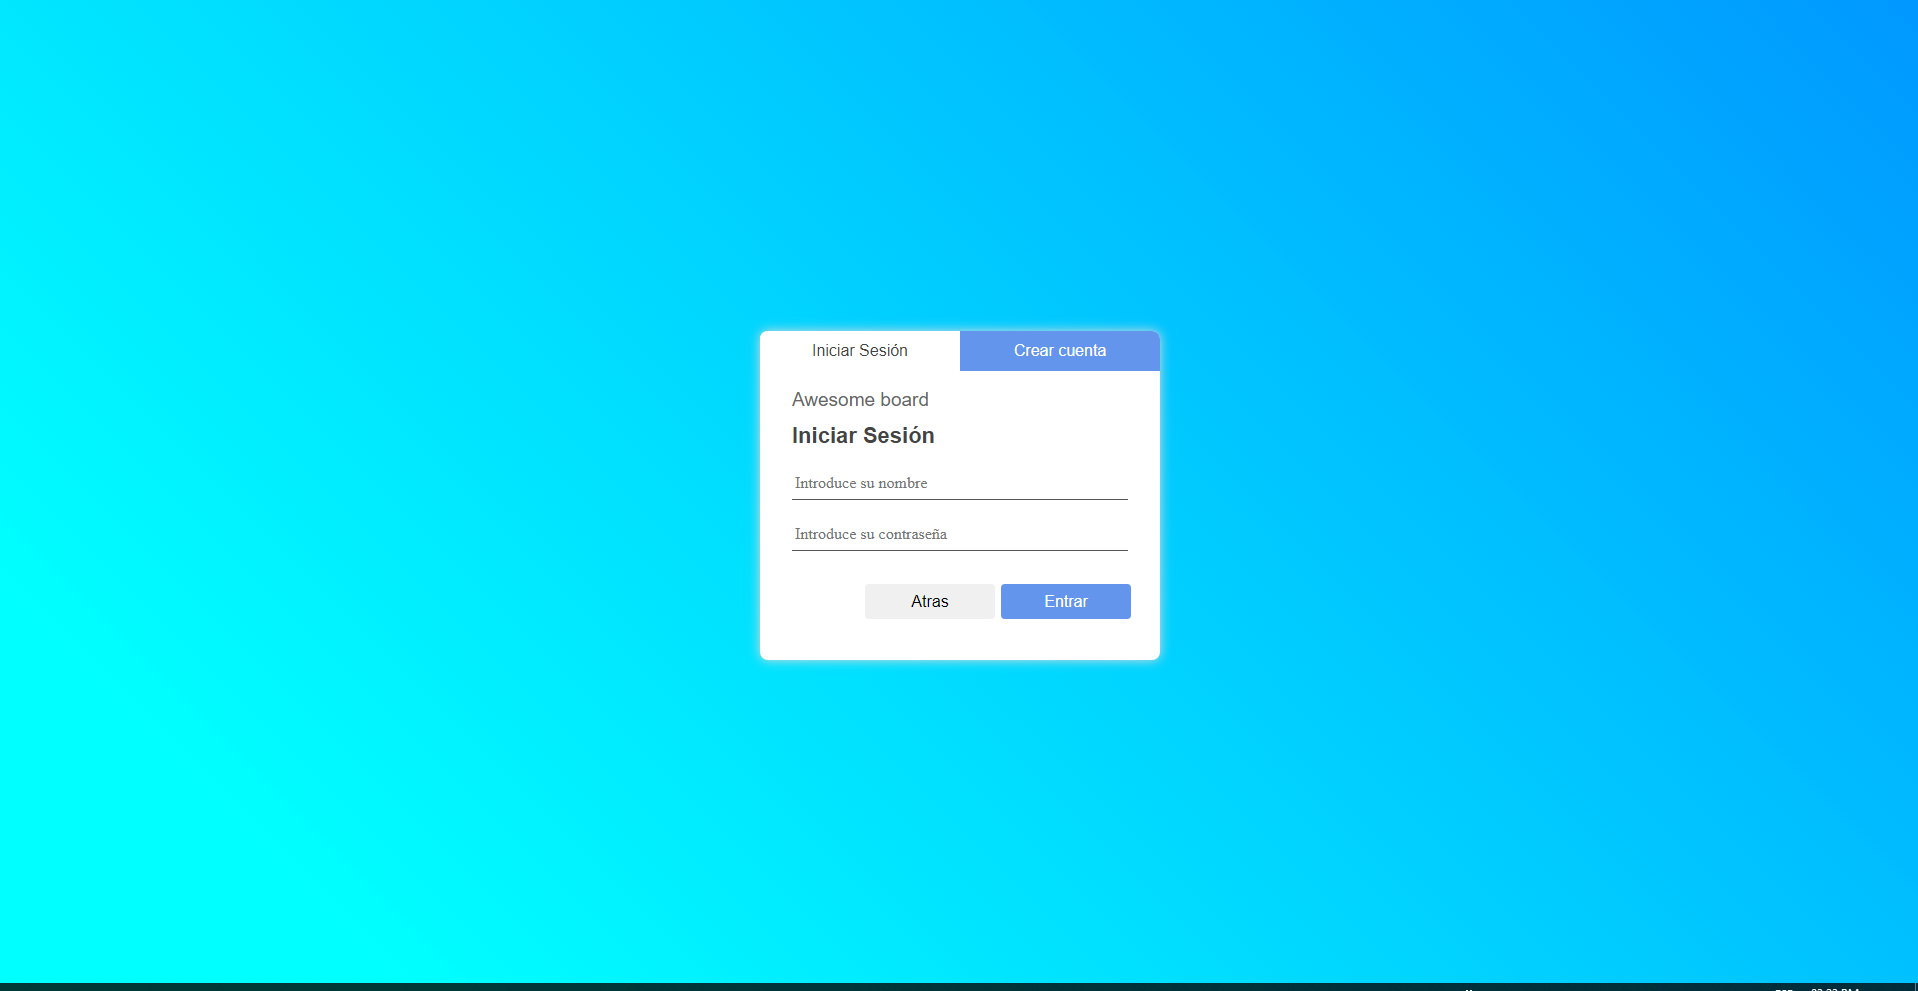 Iniciar Sesión
Crear cuenta
Awesome board
Iniciar Sesión
Introduce su nombre
Introduce su contraseña
Atras
Entrar